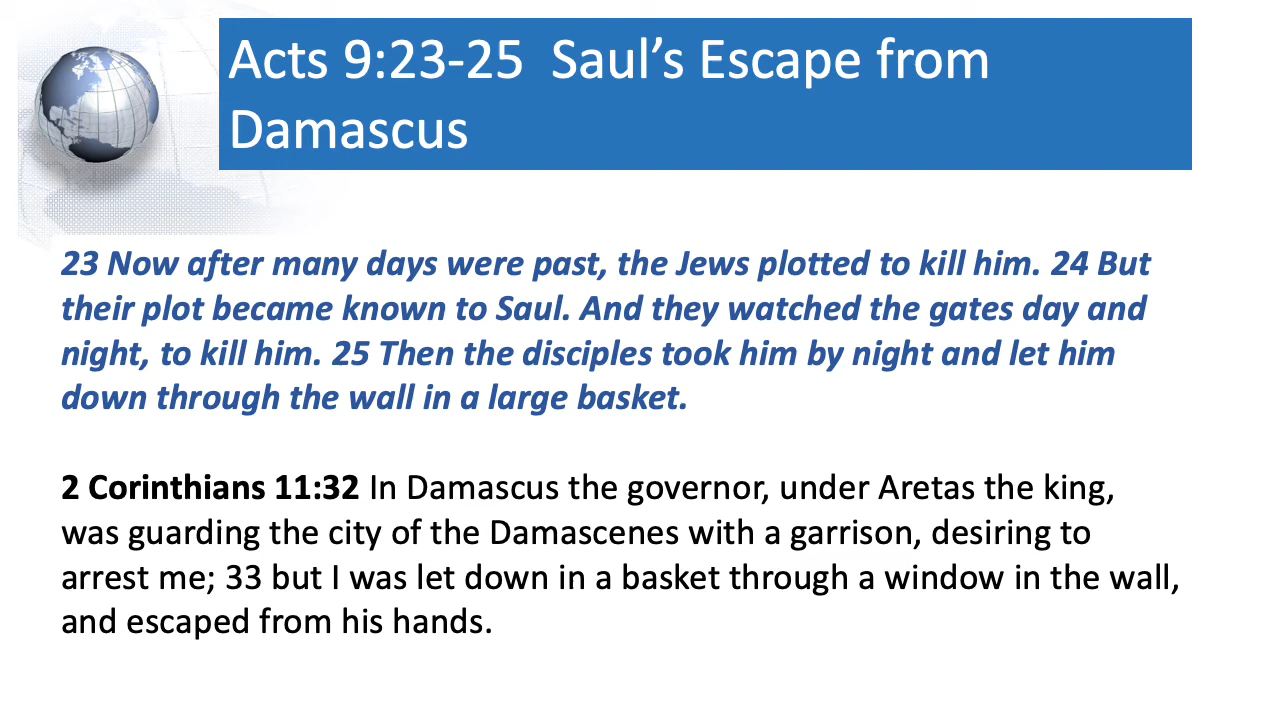 Acts 9:23-25  Saul’s Escape from
Damascus
23 Now after many days were past, the Jews plotted to kill him. 24 But
their plot became known to Saul. And they watched the gates day and
night, to kill him. 25 Then the disciples took him by night and let him
down through the wall in a large basket.
2 Corinthians 11:32 In Damascus the governor, under Aretas the king,
was guarding the city of the Damascenes with a garrison, desiring to
arrest me; 33 but I was let down in a basket through a window in the wall,
and escaped from his hands.